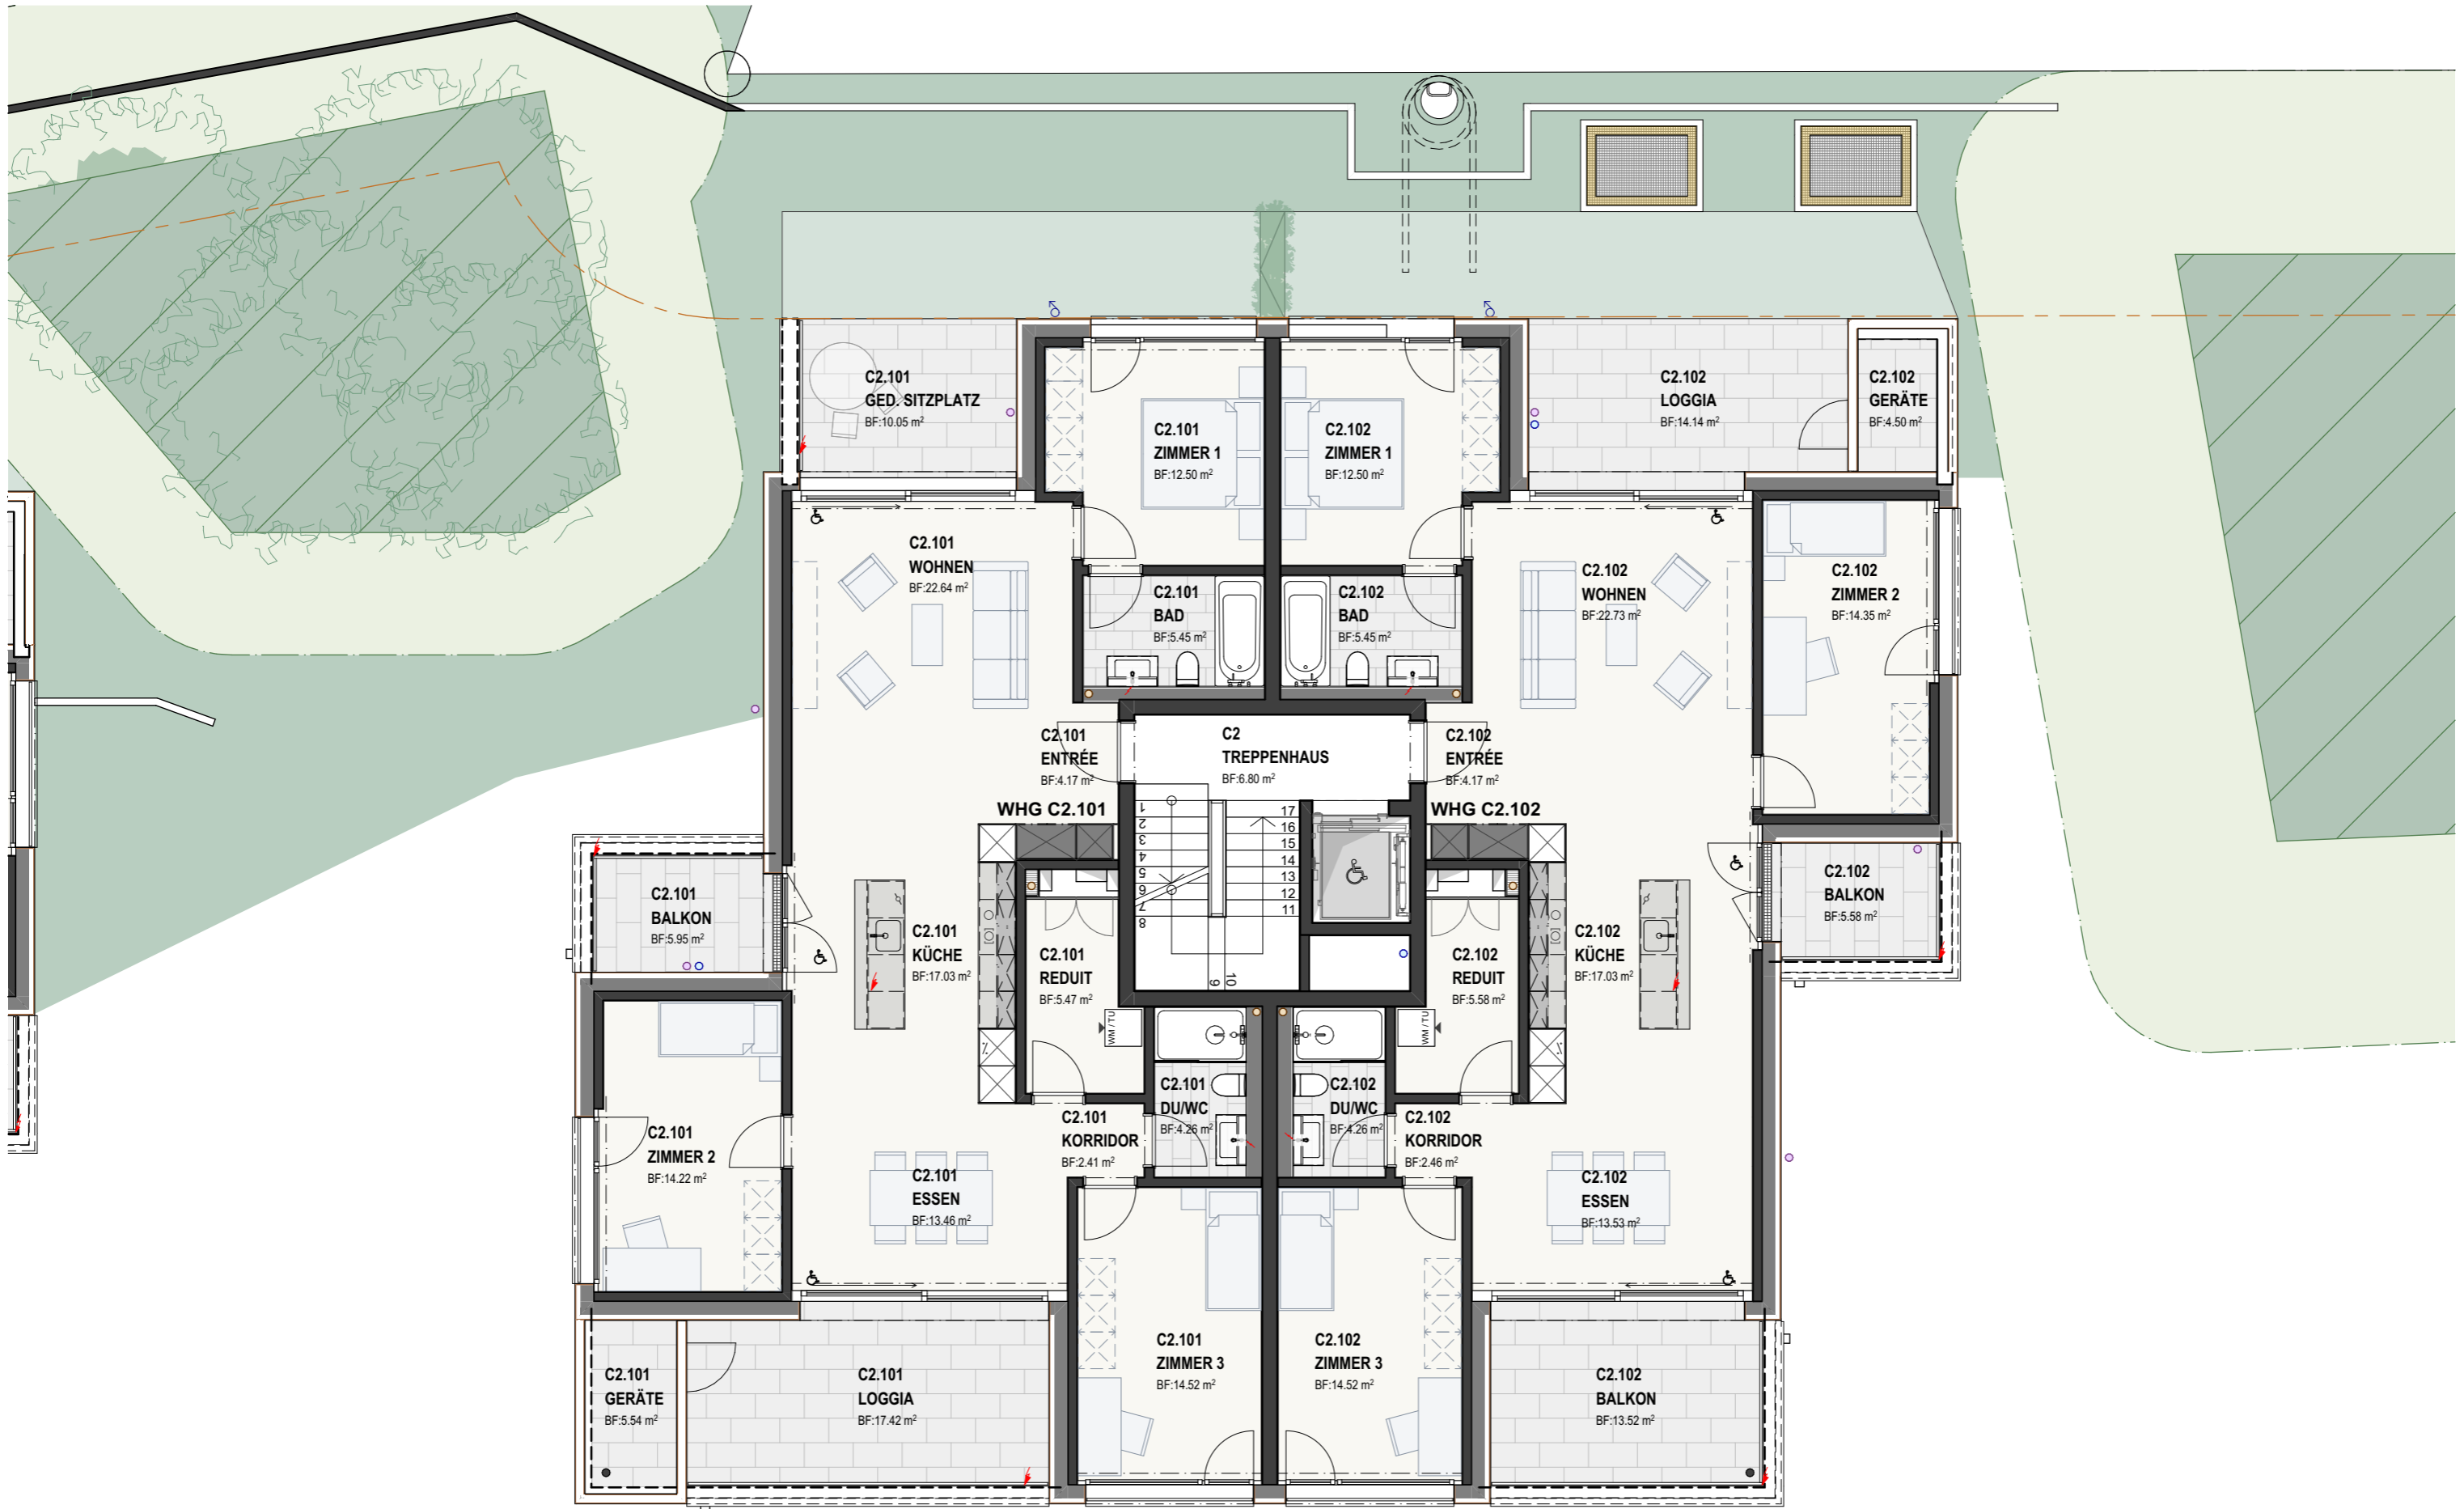 C2.101
GED. SITZPLATZ
BF:10.05 m²
C2.101
ZIMMER 1
BF:12.50 m²
C2.102
ZIMMER 1
BF:12.50 m²
C2.102
LOGGIA
BF:14.14 m²
C2.102
GERÄTE
BF:4.50 m²
C2.101
WOHNEN
BF:22.64 m²
C2.101
BAD
BF:5.45 m²
C2.102
BAD
BF:5.45 m²
C2.102
WOHNEN
BF:22.73 m²
C2.102
ZIMMER 2
BF:14.35 m²
C2.101
ENTRÉE
BF:4.17 m²
C2
TREPPENHAUS
BF:6.80 m²
C2.102
ENTRÉE
BF:4.17 m²
WHG C2.101
WHG C2.102
1
2
3
4
5
6
7
8
9
10
17
16
15
14
13
12
11
C2.101
BALKON
BF:5.95 m²
C2.101
KÜCHE
BF:17.03 m²
C2.101
REDUIT
BF:5.47 m²
C2.102
REDUIT
BF:5.58 m²
C2.102
KÜCHE
BF:17.03 m²
C2.102
BALKON
BF:5.58 m²
WM / TU
WM / TU
C2.101
DU/WC
BF:4.26 m²
C2.102
DU/WC
BF:4.26 m²
C2.101
ZIMMER 2
BF:14.22 m²
C2.101
KORRIDOR
BF:2.41 m²
C2.102
KORRIDOR
BF:2.46 m²
C2.101
ESSEN
BF:13.46 m²
C2.102
ESSEN
BF:13.53 m²
C2.101
GERÄTE
BF:5.54 m²
C2.101
LOGGIA
BF:17.42 m²
C2.101
ZIMMER 3
BF:14.52 m²
C2.102
ZIMMER 3
BF:14.52 m²
C2.102
BALKON
BF:13.52 m²